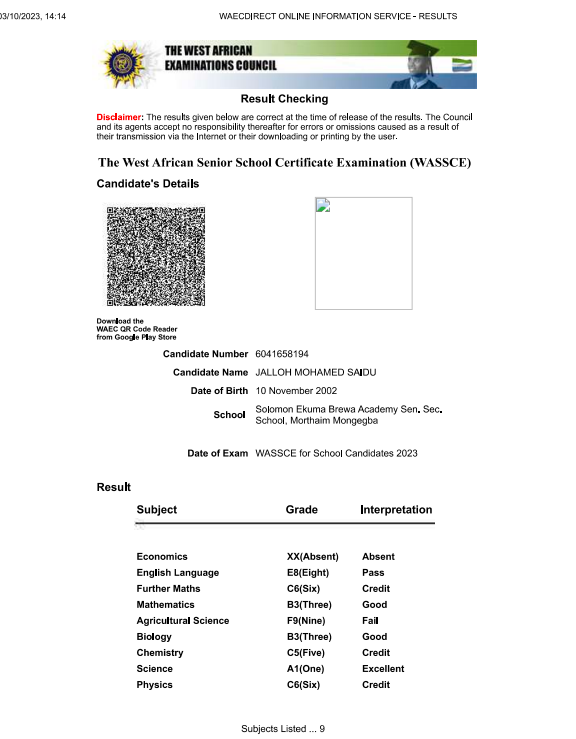 03/10/2023, 14:14 WAECDIRECT ONLINE INFORMATION SERVICE - RESULTS
THE WEST AFRICAN
EXAMINATIONS COUNCIL
Result Checking
Disclaimer: The results given below are correct at the time of release of the results. The Council
and its agents accept no responsibility thereafter for errors or omissions caused as a result of
their transmission via the Internet or their downloading or printing by the user.
The West African Senior School Certificate Examination (WASSCE)
Candidate's Details
Download the
WAEC QR Code Reader
from Google Play Store
Candidate Number 6041658194
Candidate Name JALLOH MOHAMED SAIDU
Date of Birth 10 November 2002
School Solomon Ekuma Brewa Academy Sen. Sec.
School, Morthaim Mongegba
Date of Exam WASSCE for School Candidates 2023
Result
Subject Grade Interpretation
Economics XX(Absent) Absent
English Language E8(Eight) Pass
Further Maths C6(Six) Credit
Mathematics B3(Three) Good
Agricultural Science F9(Nine) Fail
Biology B3(Three) Good
Chemistry C5(Five) Credit
Science A1(One) Excellent
Physics C6(Six) Credit
Subjects Listed ... 9